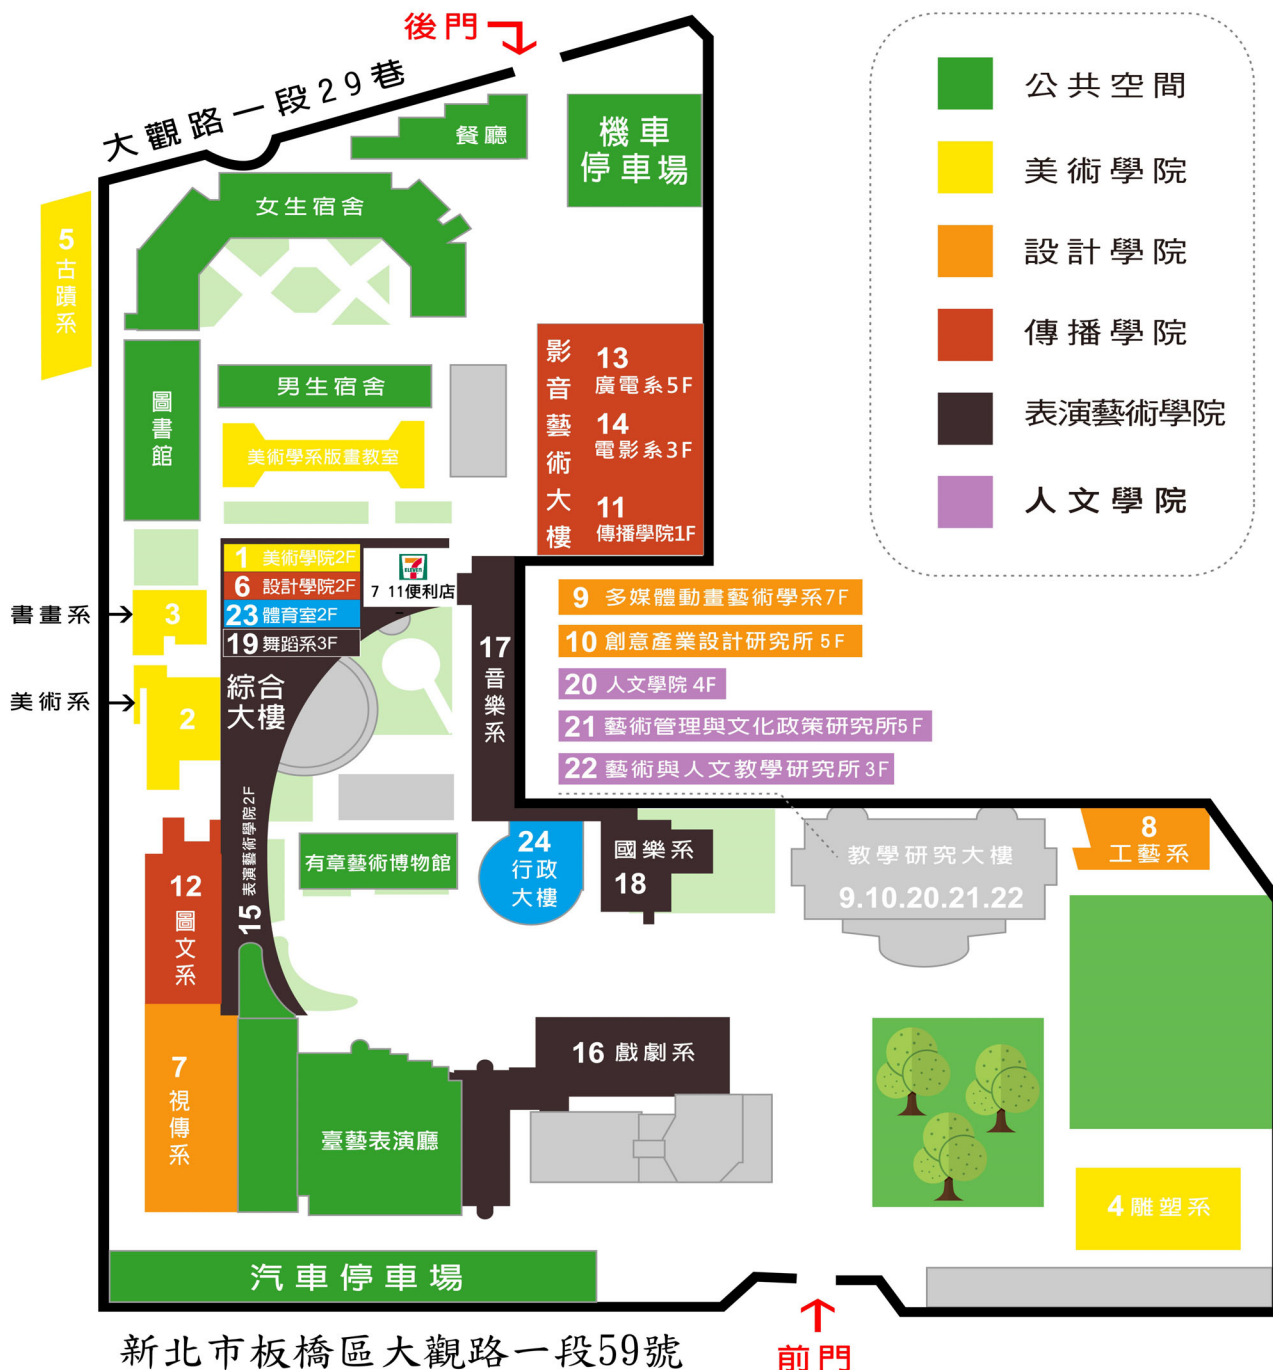 後門
大觀路一段29巷
餐廳
機車
停車場
女生宿舍
5
古蹟系
圖書館
男生宿舍
美術學系版畫教室
影音藝術大樓
13
廣電系5F
14
電影系3F
11
傳播學院1F
公共空間
美術學院
設計學院
傳播學院
表演藝術學院
人文學院
1 美術學院2F
6 設計學院2F
23 體育室2F
19 舞蹈系3F
7
ELEVEN
7 11便利店
書畫系
3
美術系
2
綜合
大樓
17
音樂系
9 多媒體動畫藝術學系7F
10 創意產業設計研究所5F
20 人文學院 4F
21 藝術管理與文化政策研究所5F
22 藝術與人文教學研究所3F
15 表演藝術學院2F
有章藝術博物館
24
行政
大樓
國樂系
18
教學研究大樓
9.10.20.21.22
8
工藝系
12
圖文系
7
視傳系
臺藝表演廳
16 戲劇系
4 雕塑系
汽車停車場
新北市板橋區大觀路一段59號
前門